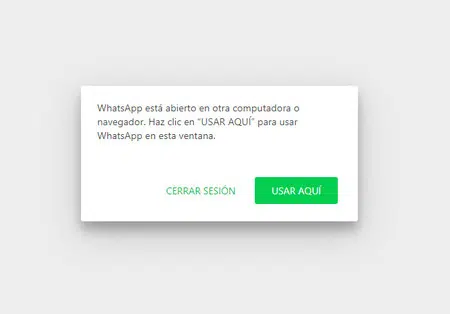 WhatsApp está abierto en otra computadora o
navegador. Haz clic en “USAR AQUÍ” para usar
WhatsApp en esta ventana.
CERRAR SESIÓN
USAR AQUÍ